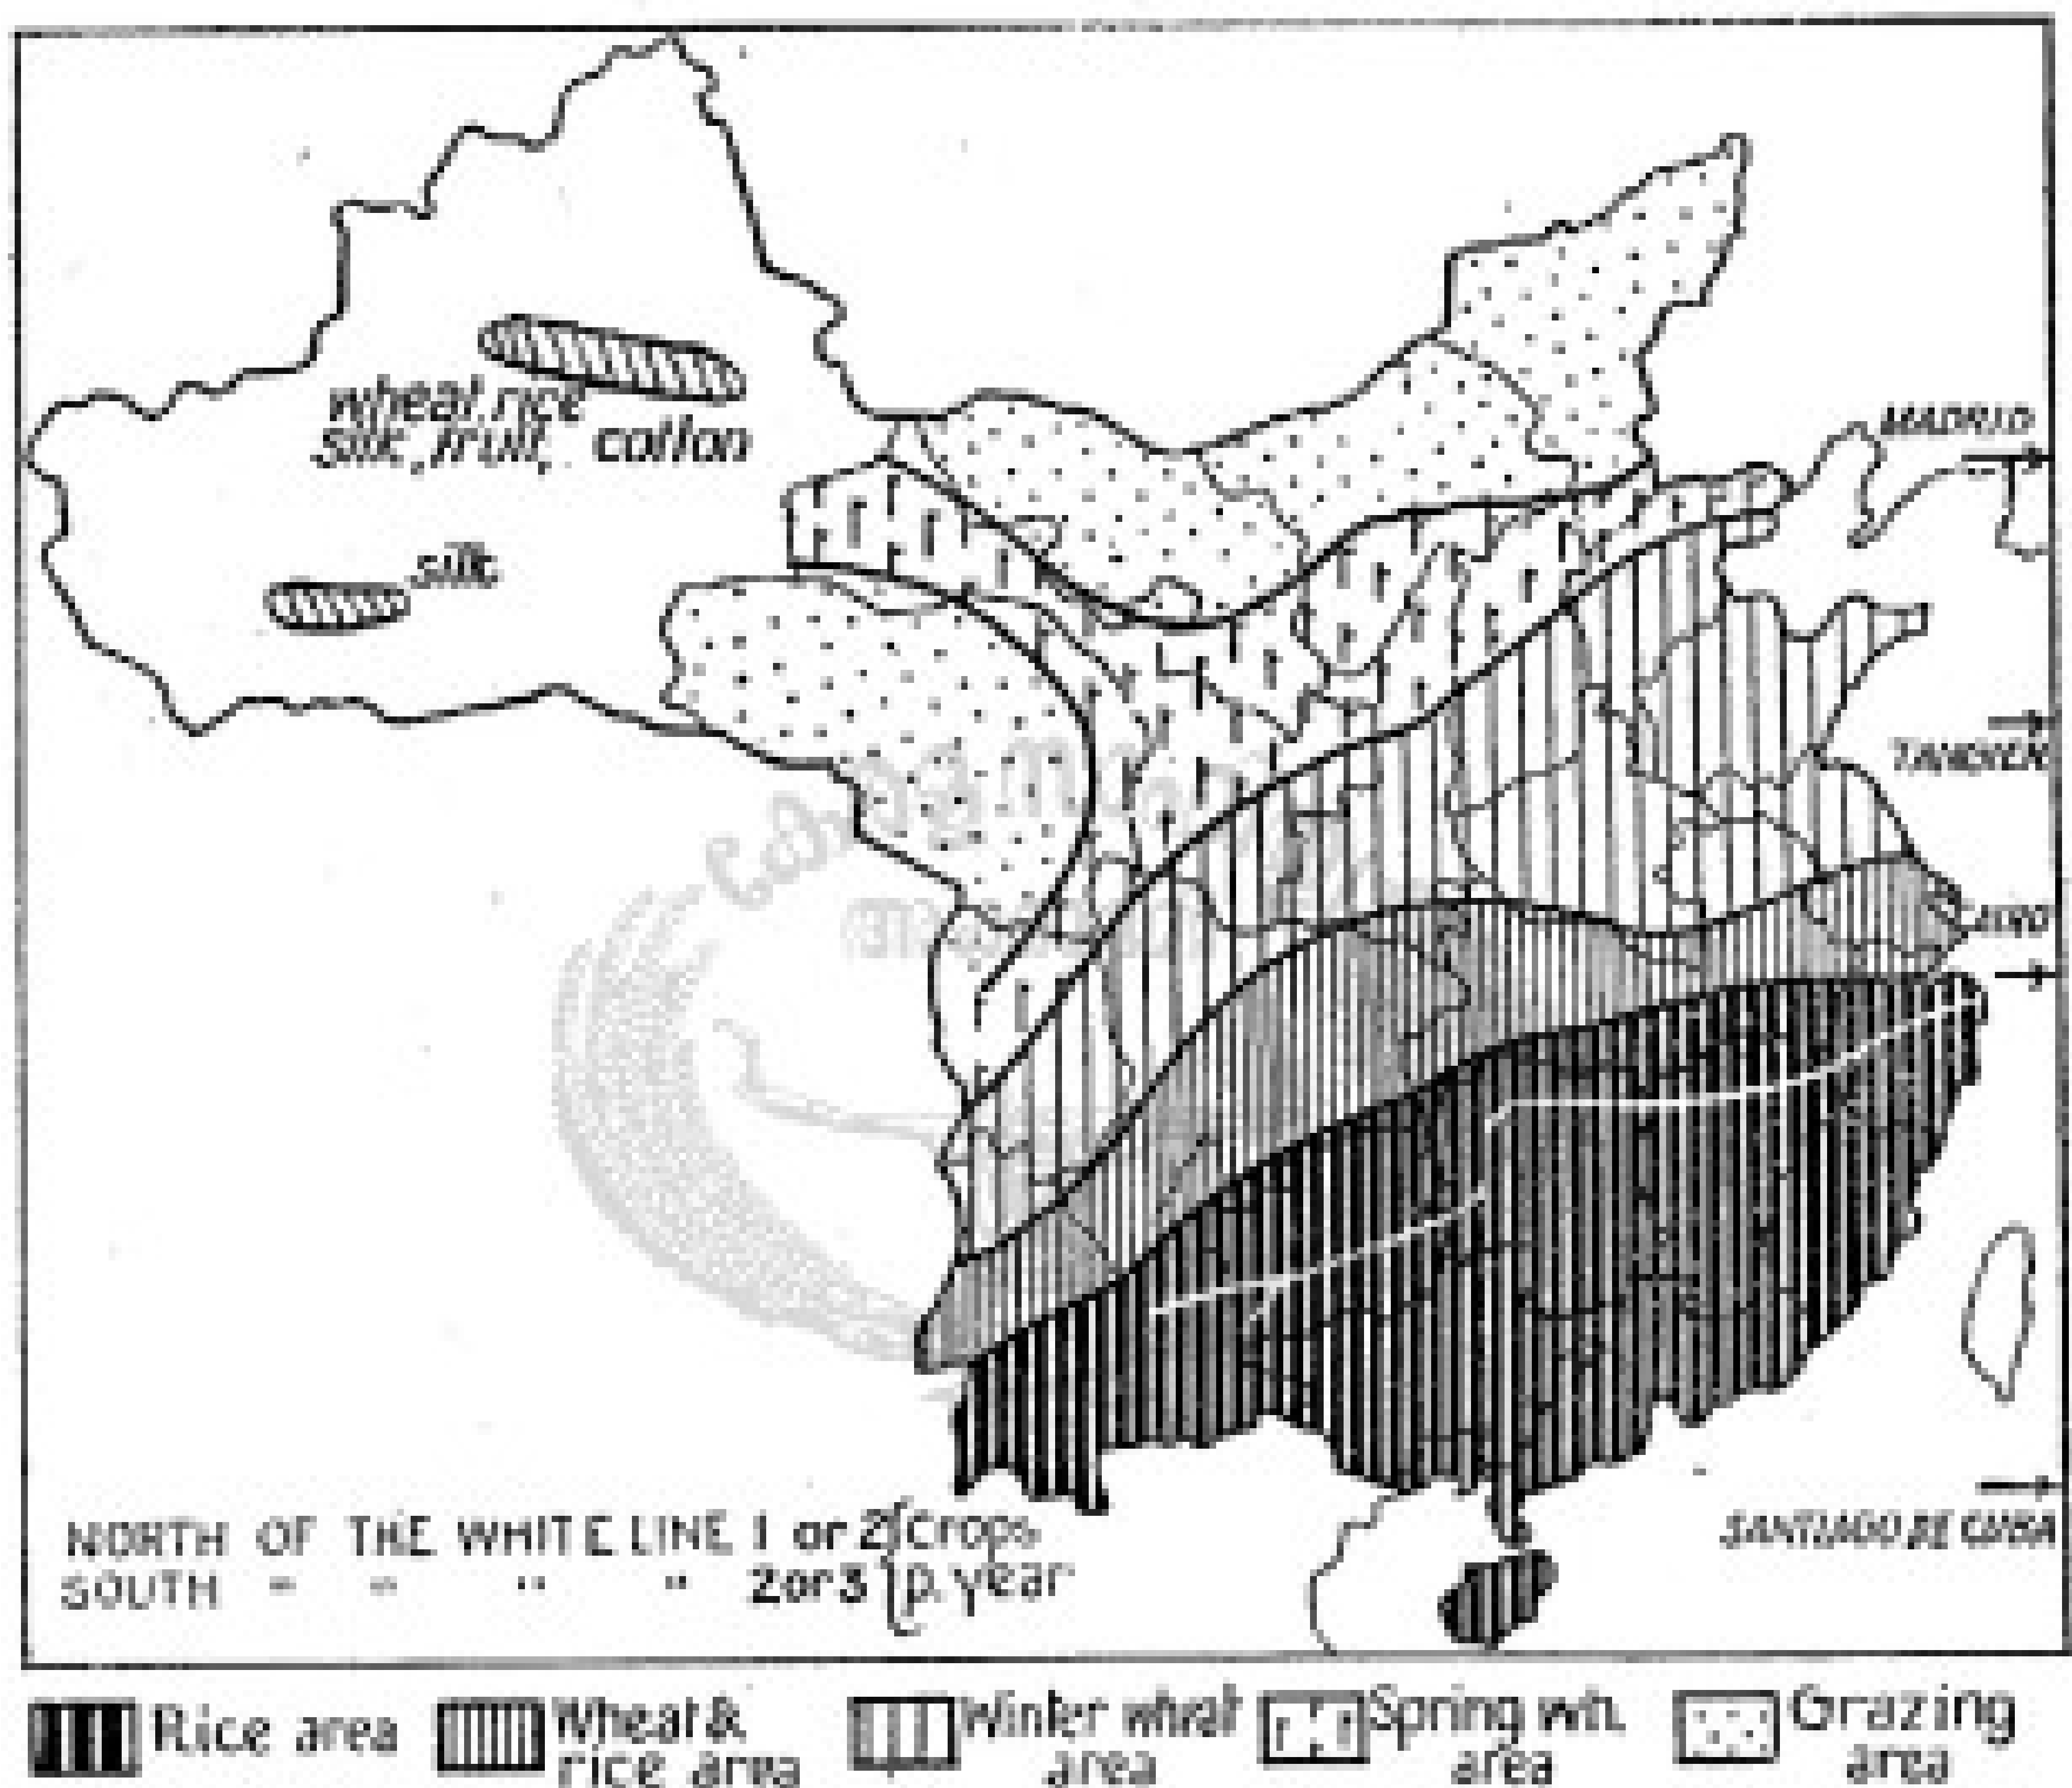 MADRID
wheat, rice
silk, fruit, cotton
silk
TANGIER
SANTIAGO DE CUBA
NORTH OF THE WHITE LINE 1 or 2 { Crops
SOUTH " " " " 2 or 3 { p. year
Rice area
Wheat &
rice area
Winter wheat
area
Spring wh.
area
Grazing
area